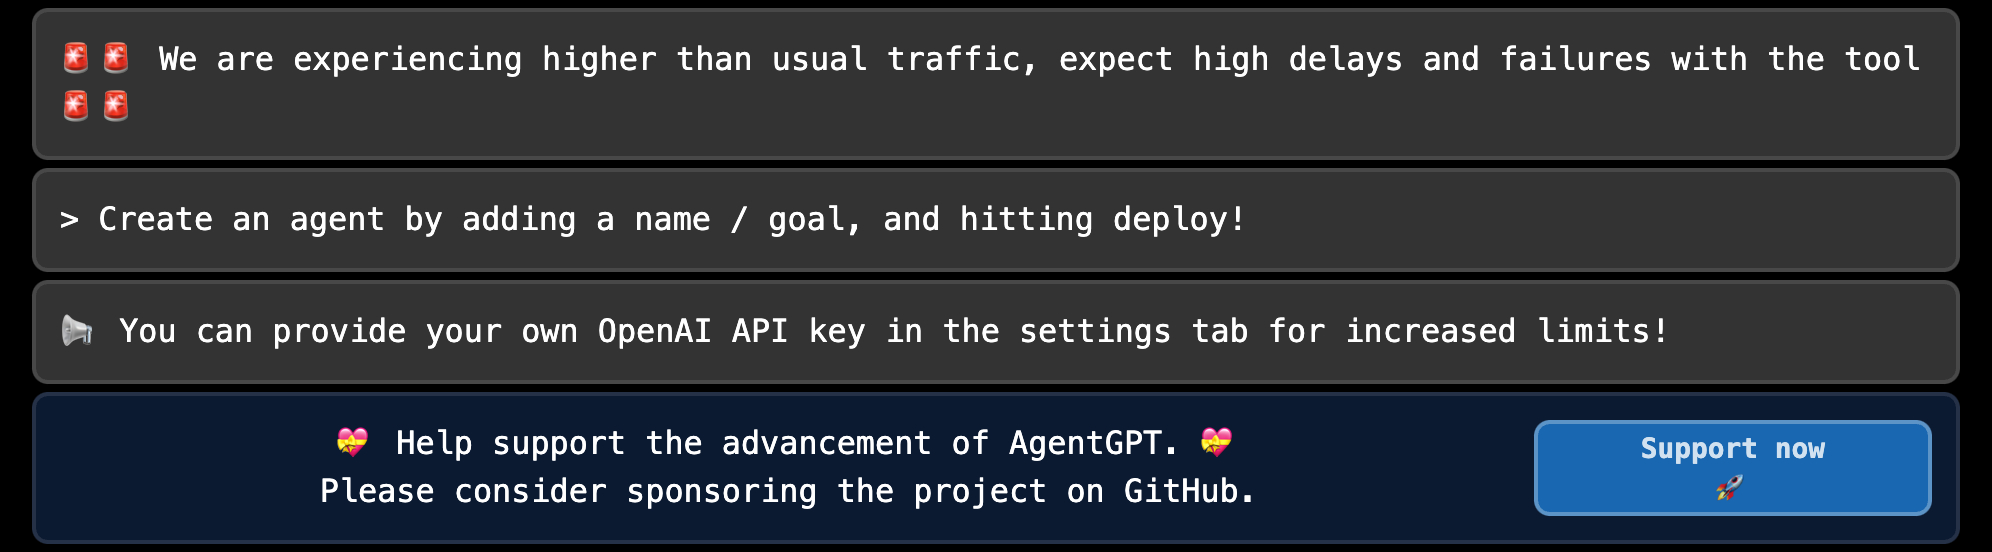 🚨🚨 We are experiencing higher than usual traffic, expect high delays and failures with the tool
🚨🚨
> Create an agent by adding a name / goal, and hitting deploy!
📢 You can provide your own OpenAI API key in the settings tab for increased limits!
💝 Help support the advancement of AgentGPT. 💝
Please consider sponsoring the project on GitHub.
Support now
🚀